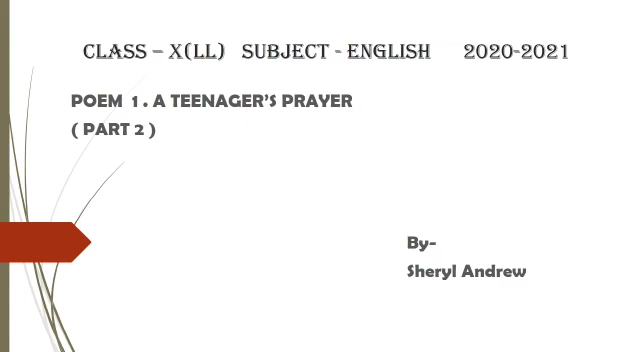 CLASS – X(LL) SUBJECT - ENGLISH 2020-2021
POEM 1. A TEENAGER’S PRAYER
( PART 2 )
By-
Sheryl Andrew